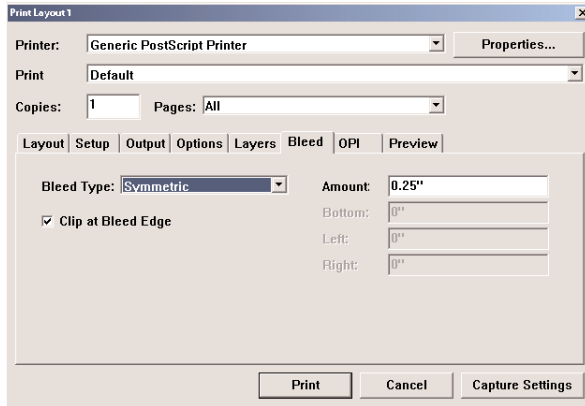 Print Layout 1
Printer: Generic PostScript Printer Properties...
Print Default
Copies: 1 Pages: All
Layout Setup Output Options Layers Bleed OPI Preview
Bleed Type: Symmetric Amount: 0.25"
Clip at Bleed Edge Bottom: 0"
Left: 0"
Right: 0"
Print Cancel Capture Settings